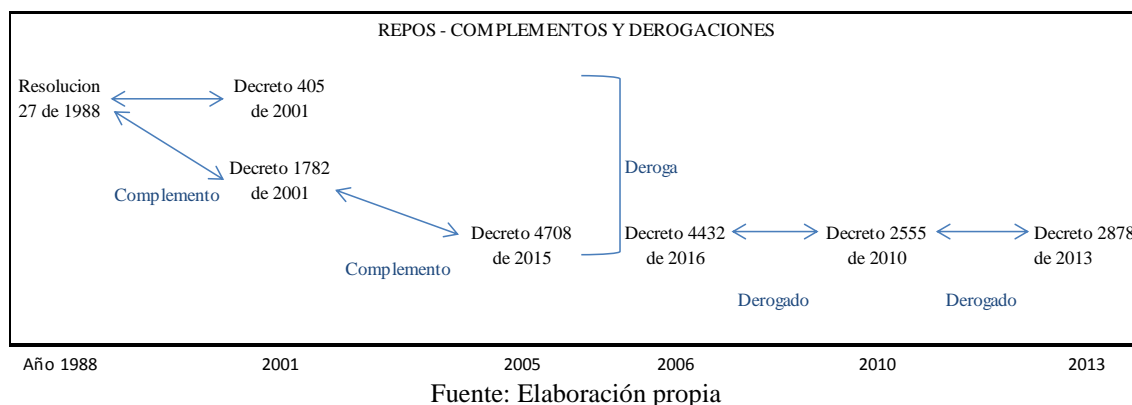 REPOS - COMPLEMENTOS Y DEROGACIONES
Resolucion
27 de 1988
Decreto 405
de 2001
Decreto 1782
de 2001
Complemento
Deroga
Decreto 4708
de 2015
Complemento
Decreto 4432
de 2016
Decreto 2555
de 2010
Decreto 2878
de 2013
Derogado
Derogado
Año 1988
2001
2005
2006
2010
2013
Fuente: Elaboración propia